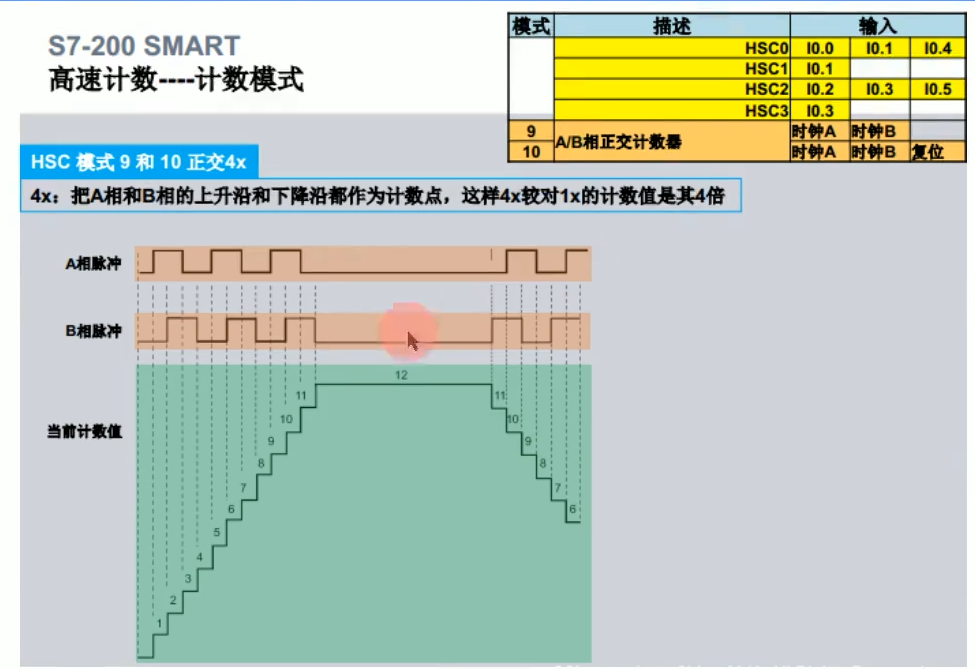 S7-200 SMART
高速计数----计数模式
模式 描述 输入
HSC0 I0.0 I0.1 I0.4
HSC1 I0.1
HSC2 I0.2 I0.3 I0.5
HSC3 I0.3
9 A/B相正交计数器 时钟A 时钟B
10 时钟A 时钟B 复位
HSC 模式 9 和 10 正交4x
4x：把A相和B相的上升沿和下降沿都作为计数点，这样4x较对1x的计数值是其4倍
A相脉冲
B相脉冲
当前计数值
12
11 11
10 10
9 9
8 8
7 7
6 6
5
4
3
2
1